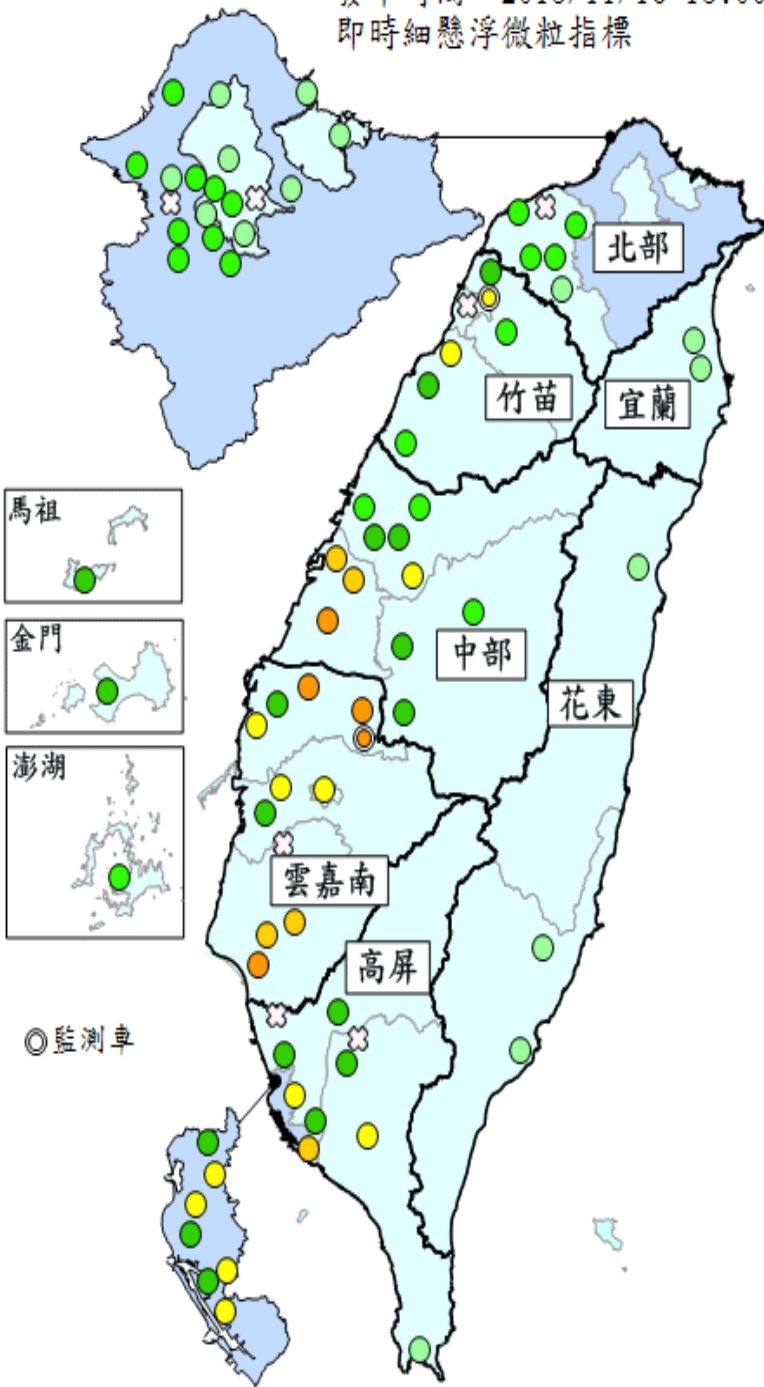 即時細懸浮微粒指標
北部
竹苗
宜蘭
馬祖
金門
中部
花東
澎湖
雲嘉南
高屏
◎監測車